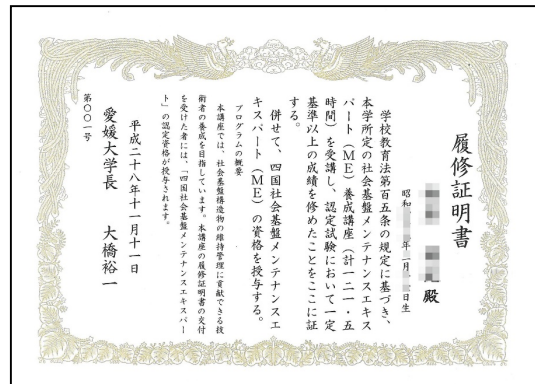 履修証明書
殿
昭和 年一月 日生
学校教育法第百五条の規定に基づき、
本学所定の社会基盤メンテナンスエキス
パート（ＭＥ）養成講座（計一二一・五
時間）を受講し、認定試験において一定
基準以上の成績を修めたことをここに証
する。
併せて、四国社会基盤メンテナンスエ
キスパート（ＭＥ）の資格を授与する。
プログラムの概要
本講座では、社会基盤構造物の維持管理に貢献できる技
術者の養成を目指しています。本講座の履修証明書の交付
を受けた者には、「四国社会基盤メンテナンスエキスパー
ト」の認定資格が授与されます。
平成二十八年十一月十一日
愛媛大学長 大橋裕一
第〇〇一号